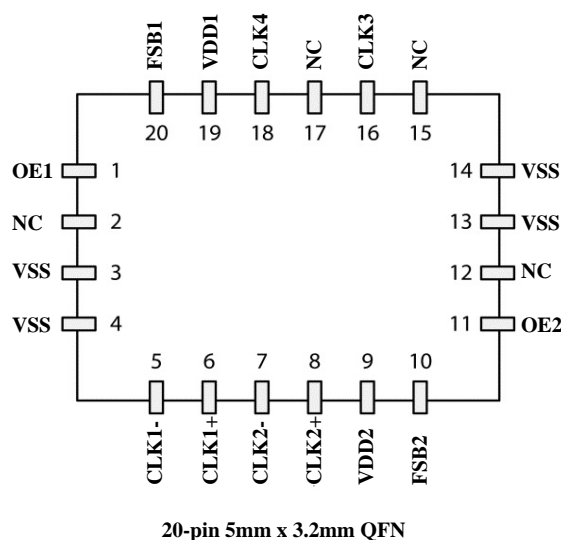 FSB1
VDD1
CLK4
NC
CLK3
NC
20 19 18 17 16 15
OE1 1
NC 2
VSS 3
VSS 4
14 VSS
13 VSS
12 NC
11 OE2
5 6 7 8 9 10
CLK1-
CLK1+
CLK2-
CLK2+
VDD2
FSB2
20-pin 5mm x 3.2mm QFN